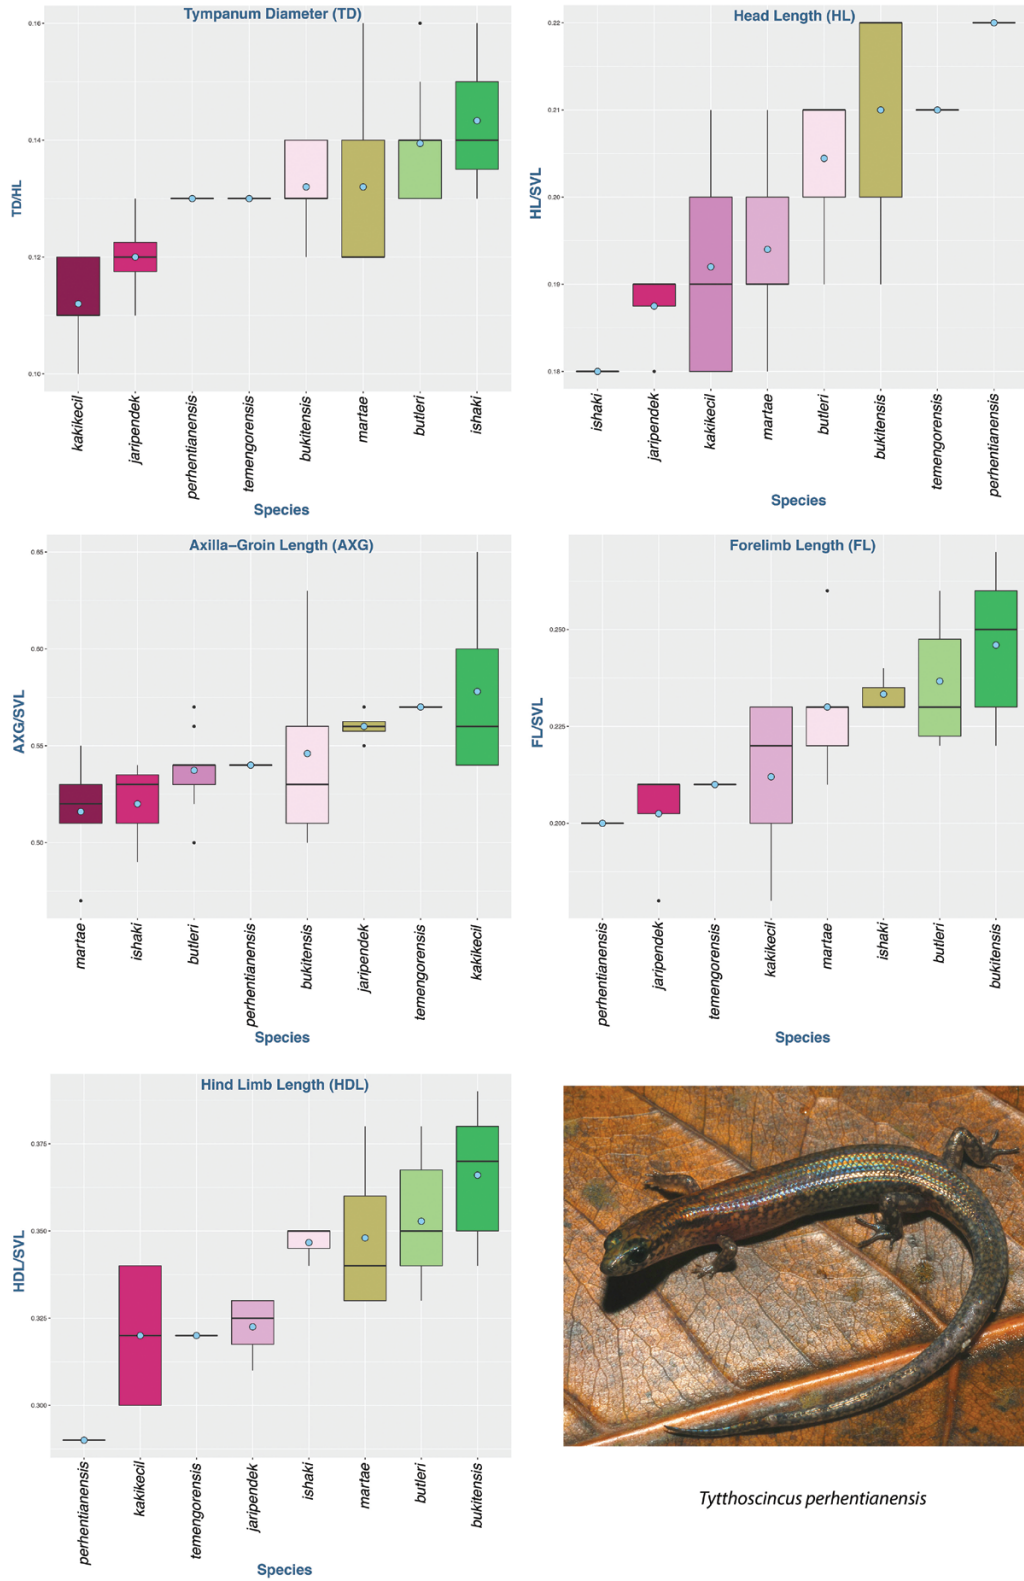 Tympanum Diameter (TD)
0.16
0.14
0.12
0.10
TD/HL
kakikecil
jaripendek
perhentianensis
temengorensis
bukitensis
martae
butleri
ishaki
Species
Head Length (HL)
0.22
0.21
0.20
0.19
0.18
HL/SVL
ishaki
jaripendek
kakikecil
martae
butleri
bukitensis
temengorensis
perhentianensis
Species
Axilla–Groin Length (AXG)
0.65
0.60
0.55
0.50
AXG/SVL
martae
ishaki
butleri
perhentianensis
bukitensis
jaripendek
temengorensis
kakikecil
Species
Forelimb Length (FL)
0.250
0.225
0.200
FL/SVL
perhentianensis
jaripendek
temengorensis
kakikecil
martae
ishaki
butleri
bukitensis
Species
Hind Limb Length (HDL)
0.375
0.350
0.325
0.300
HDL/SVL
perhentianensis
kakikecil
temengorensis
jaripendek
ishaki
martae
butleri
bukitensis
Species
Tytthoscincus perhentianensis